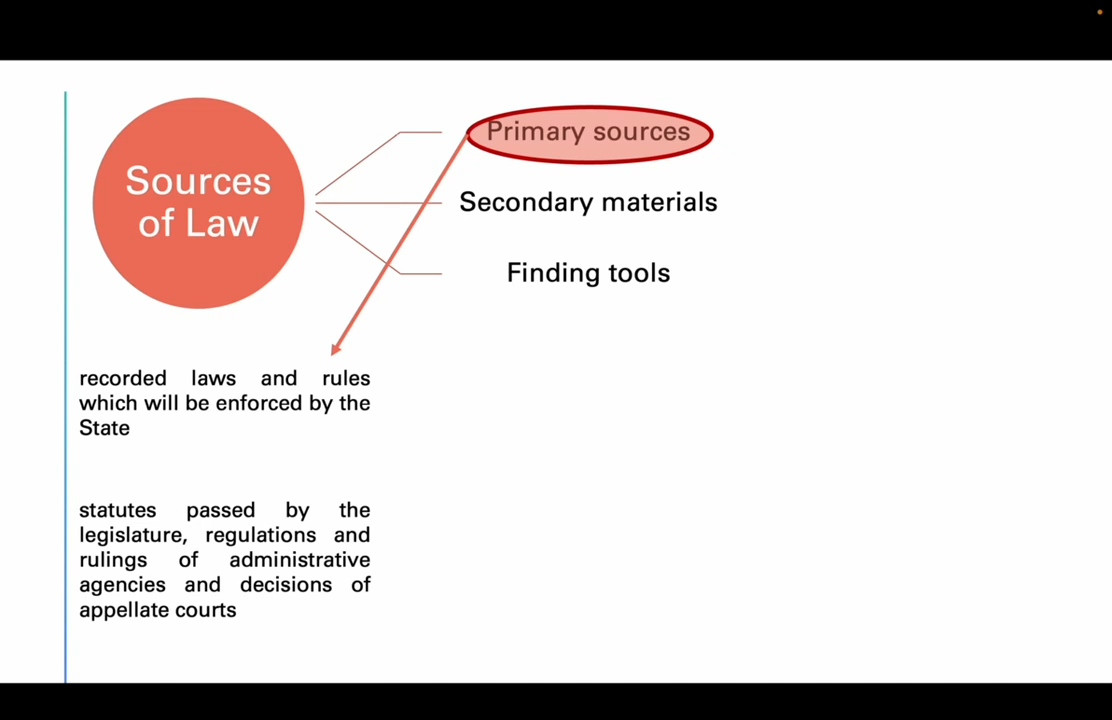 Sources
of Law
Primary sources
Secondary materials
Finding tools
recorded laws and rules
which will be enforced by the
State
statutes passed by the
legislature, regulations and
rulings of administrative
agencies and decisions of
appellate courts